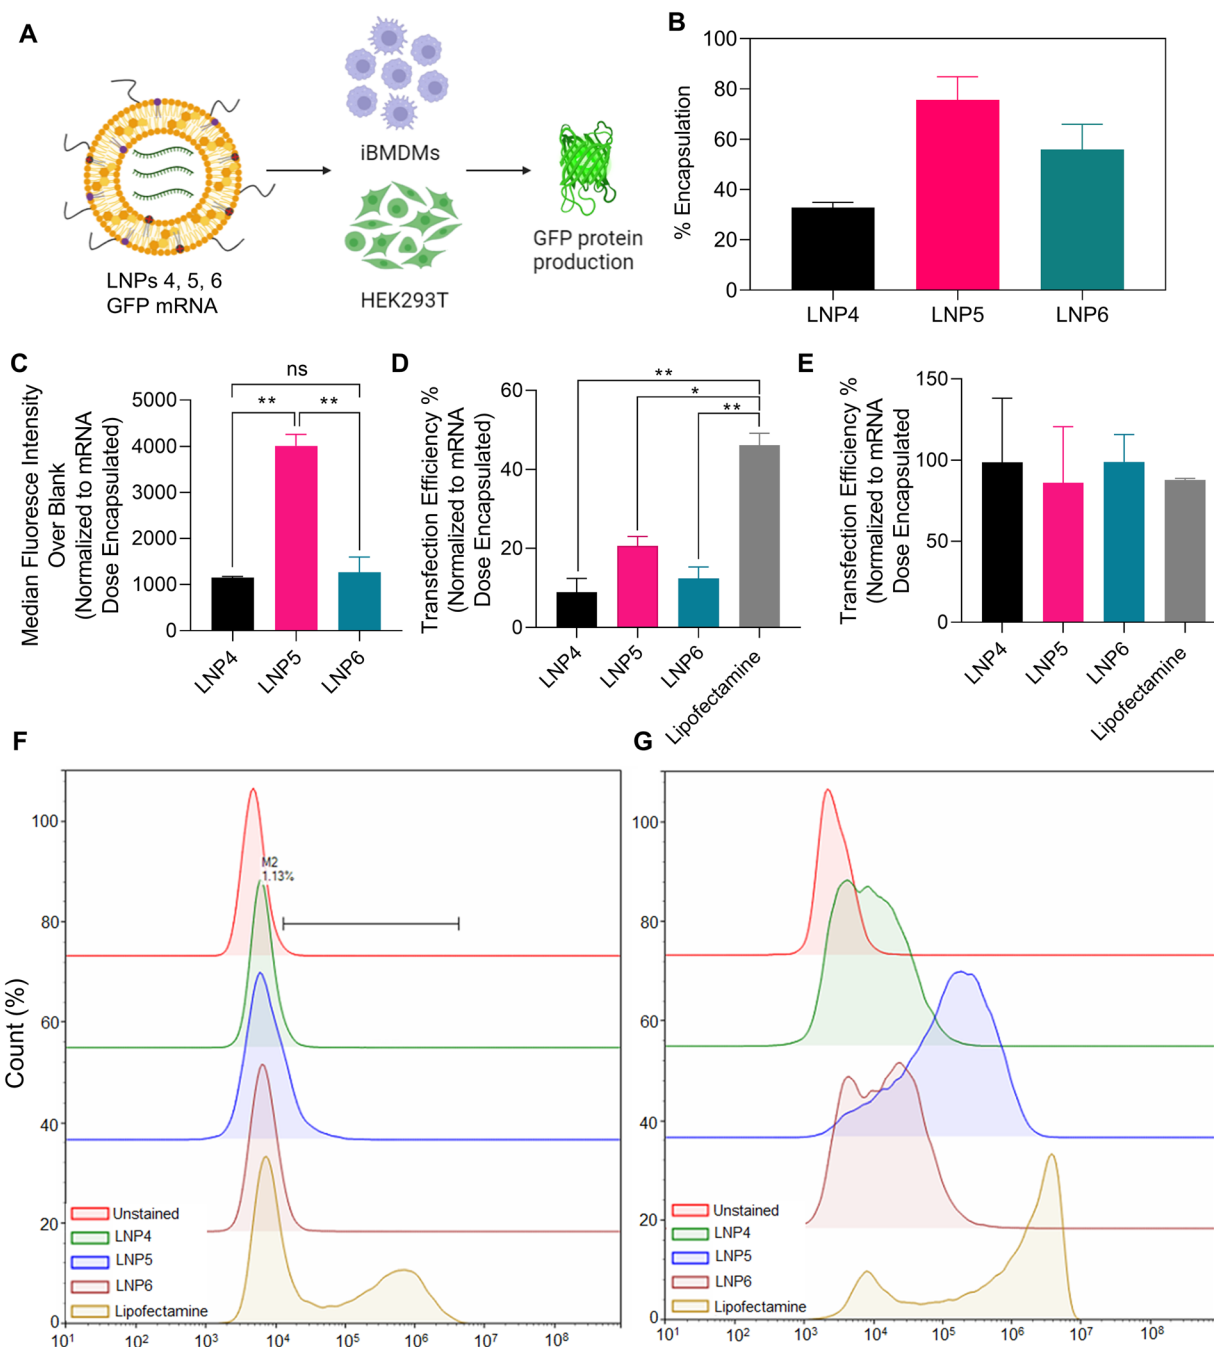 A
iBMDMs
LNPs 4, 5, 6
GFP mRNA
HEK293T
GFP protein
production
B
% Encapsulation
100
80
60
40
20
0
LNP4
LNP5
LNP6
C
Median Fluoresce Intensity
Over Blank
(Normalized to mRNA
Dose Encapsulated)
5000
4000
3000
2000
1000
0
ns
**
**
LNP4
LNP5
LNP6
D
Transfection Efficiency %
(Normalized to mRNA
Dose Encapsulated)
60
40
20
0
**
*
**
LNP4
LNP5
LNP6
Lipofectamine
E
Transfection Efficiency %
(Normalized to mRNA
Dose Encapsulated
150
100
50
0
LNP4
LNP5
LNP6
Lipofectamine
F
Count (%)
100
80
60
40
20
0
M2
1.13%
Unstained
LNP4
LNP5
LNP6
Lipofectamine
10¹ 10² 10³ 10⁴ 10⁵ 10⁶ 10⁷ 10⁸
G
100
80
60
40
20
0
Unstained
LNP4
LNP5
LNP6
Lipofectamine
10¹ 10² 10³ 10⁴ 10⁵ 10⁶ 10⁷ 10⁸